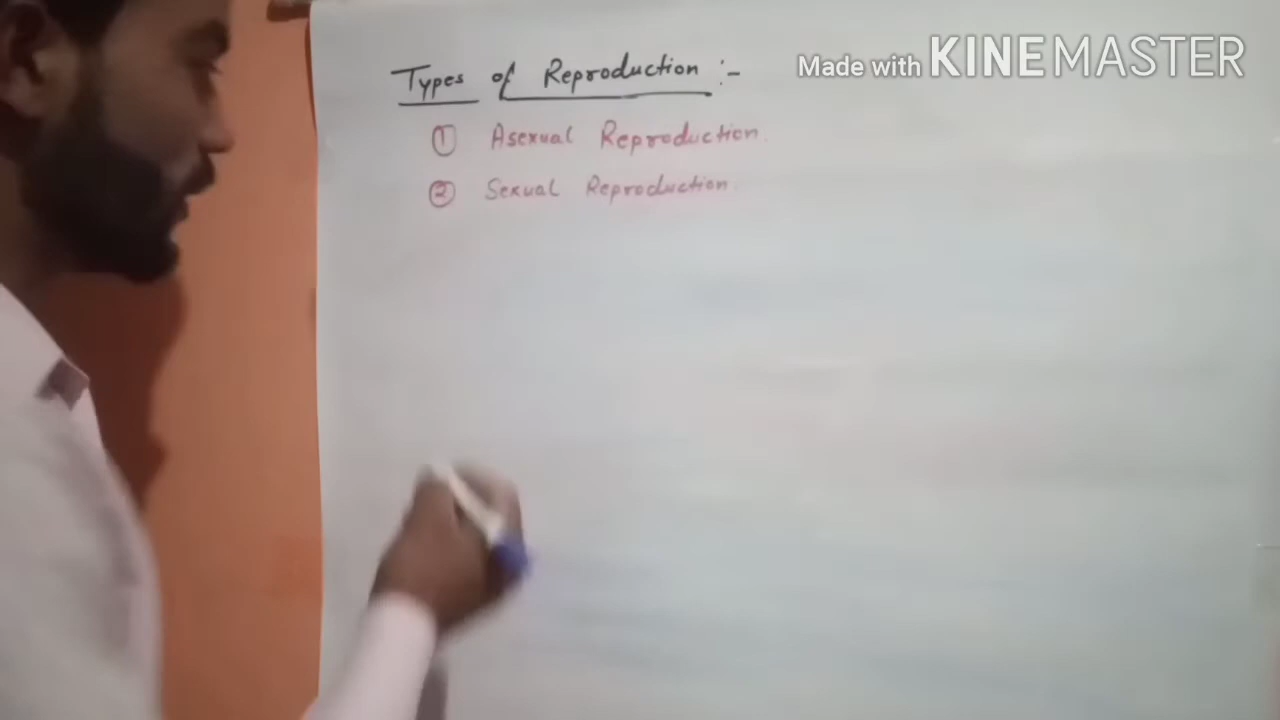 Types of Reproduction :-
Made with KINEMASTER
① Asexual Reproduction.
② Sexual Reproduction.